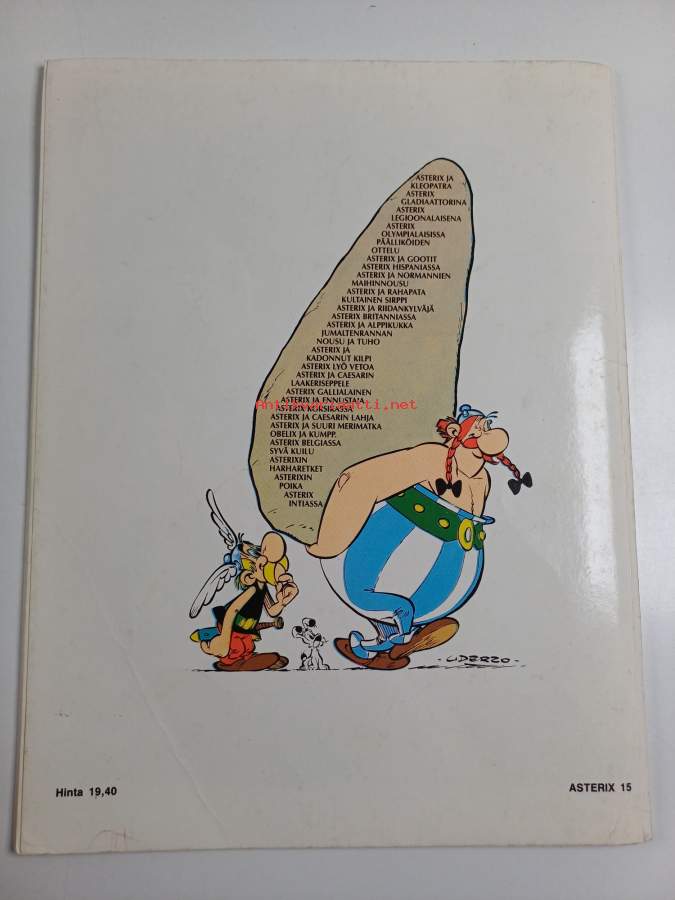 ASTERIX JA
KLEOPATRA
ASTERIX
GLADIAATTORINA
ASTERIX
LEGIOONALAISENA
ASTERIX
OLYMPIALAISISSA
PÄÄLLIKÖIDEN
OTTELU
ASTERIX JA GOOTIT
ASTERIX HISPANIASSA
ASTERIX JA NORMANNIEN
MAIHINNOUSU
ASTERIX JA RAHAPATA
KULTAINEN SIRPPI
ASTERIX JA RIIDANKYLVÄJÄ
ASTERIX BRITANNIASSA
ASTERIX JA ALPPIKUKKA
JUMALTENRANNAN
NOUSU JA TUHO
ASTERIX JA
KADONNUT KILPI
ASTERIX LYÖ VETOA
ASTERIX JA CAESARIN
LAAKERISEPPELE
ASTERIX GALLIALAINEN
ASTERIX JA ENNUSTAJA
ASTERIX KORSIKASSA
ASTERIX JA CAESARIN LAHJA
ASTERIX JA SUURI MERIMATKA
OBELIX JA KUMPP.
ASTERIX BELGIASSA
SYVÄ KUILU
ASTERIXIN
HARHARETKET
ASTERIXIN
POIKA
ASTERIX
INTIASSA
·UDERZO·
Hinta 19,40
ASTERIX 15